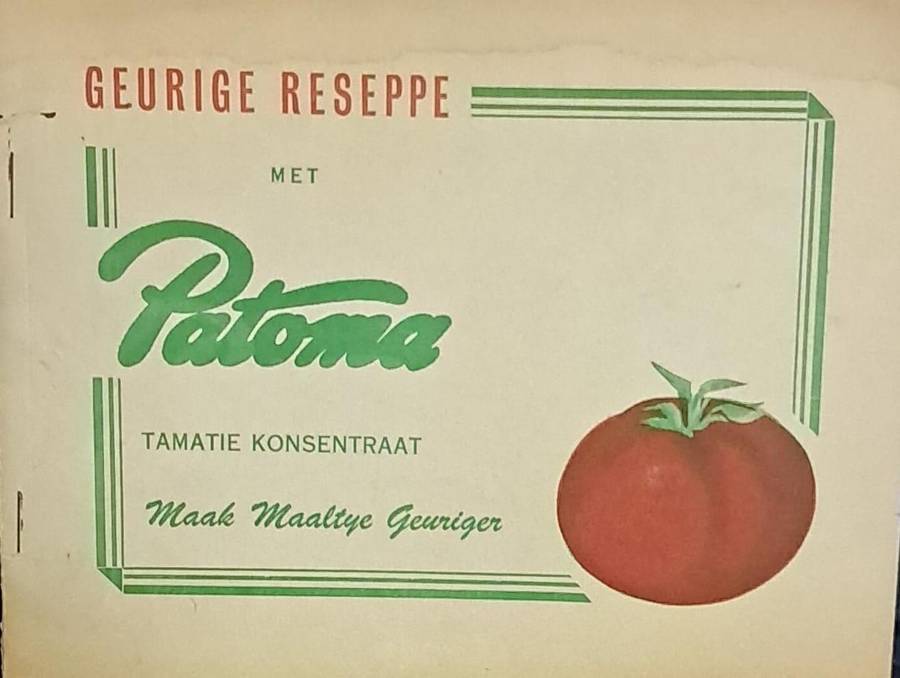 GEURIGE RESEPPE
MET
Patoma
TAMATIE KONSENTRAAT
Maak Maaltye Geuriger